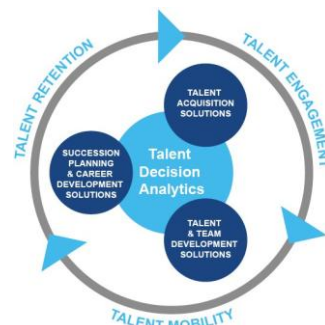 TALENT RETENTION
TALENT ENGAGEMENT
TALENT
ACQUISITION
SOLUTIONS
SUCCESSION
PLANNING
& CAREER
DEVELOPMENT
SOLUTIONS
Talent
Decision
Analytics
TALENT
& TEAM
DEVELOPMENT
SOLUTIONS
TALENT MOBILITY